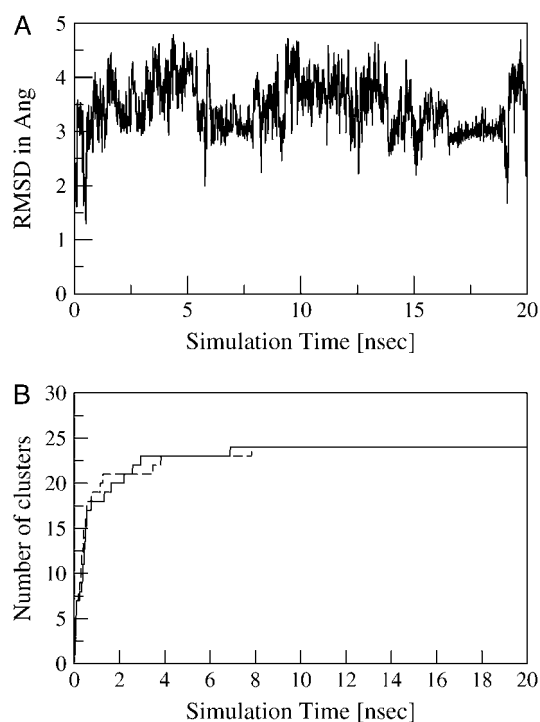 A
5
4
3
2
1
0
RMSD in Ang
0 5 10 15 20
Simulation Time [nsec]
B
30
25
20
15
10
5
0
Number of clusters
0 2 4 6 8 10 12 14 16 18 20
Simulation Time [nsec]